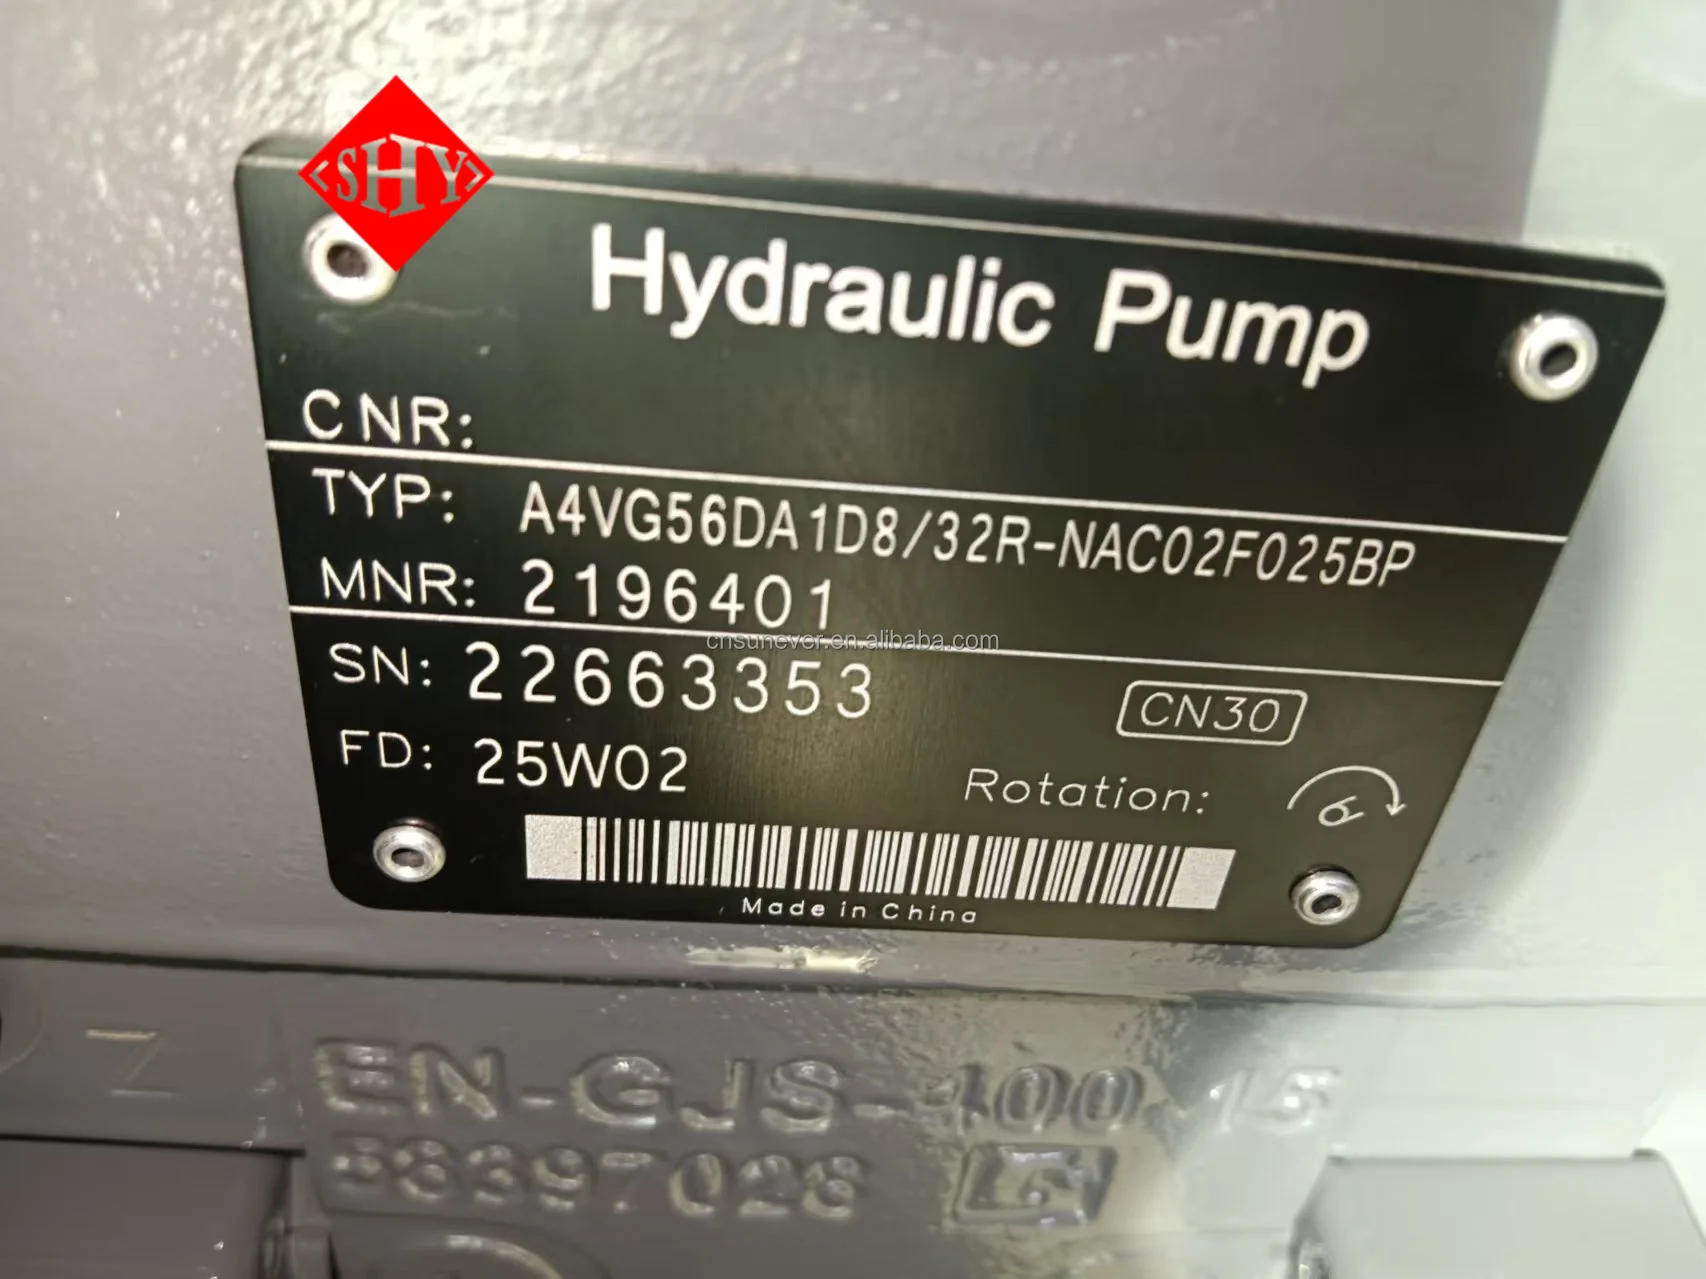 SHY
Hydraulic Pump
CNR:
TYP: A4VG56DA1D8/32R-NAC02F025BP
MNR: 2196401
cnsunever.en.alibaba.com
SN: 22663353
CN30
FD: 25W02
Rotation:
Made in China
EN-GJS-400-15
58397028